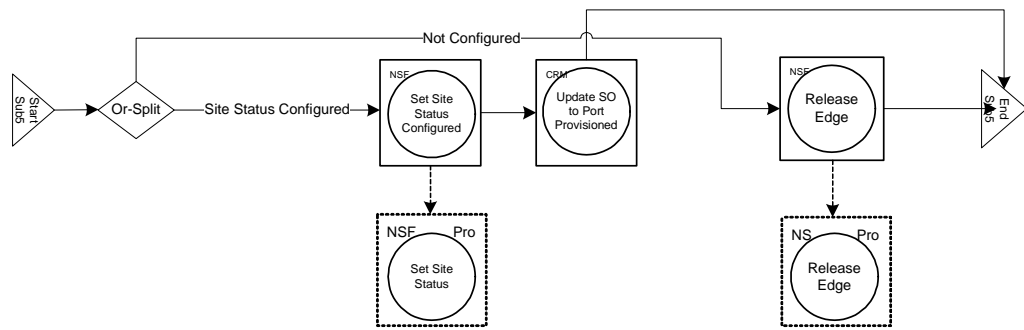 Not Configured
Start
Sub5
Or-Split
Site Status Configured
NSF
Set Site
Status
Configured
CRM
Update SO
to Port
Provisioned
NSF
Release
Edge
End
Sub5
NSF Pro
Set Site
Status
NS Pro
Release
Edge